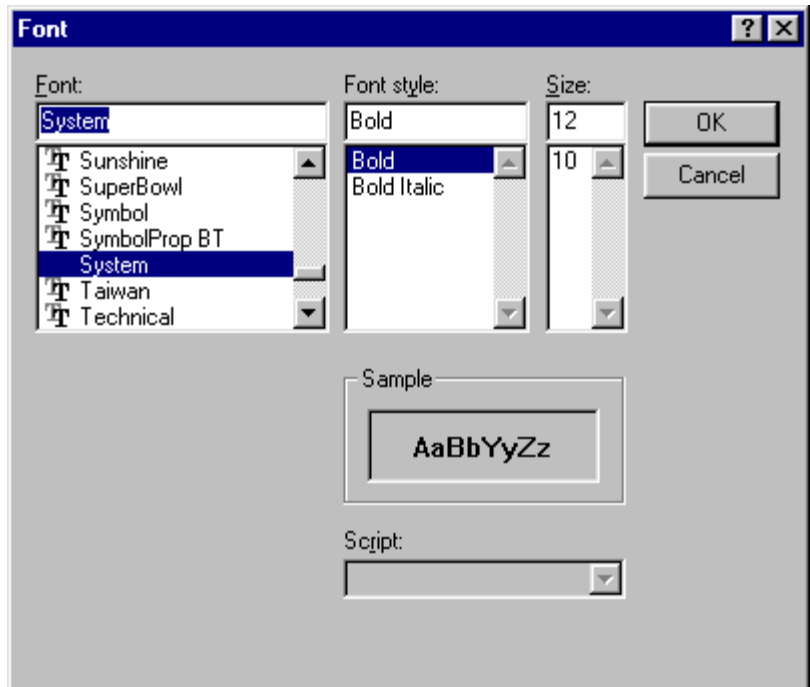 Font
Font:
System
Sunshine
SuperBowl
Symbol
SymbolProp BT
System
Taiwan
Technical
Font style:
Bold
Bold
Bold Italic
Size:
12
10
OK
Cancel
Sample
AaBbYyZz
Script: